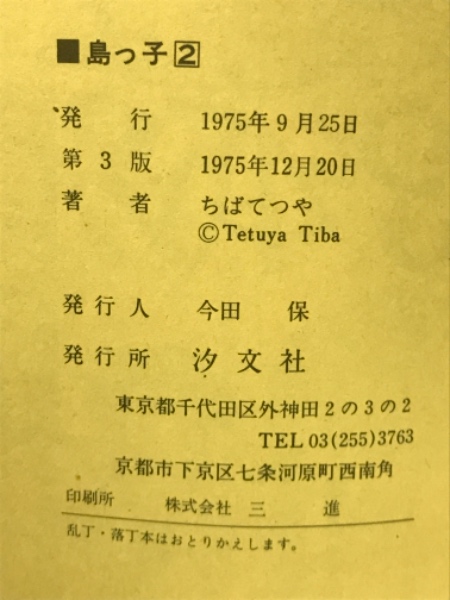 ■島っ子2
発行 1975年9月25日
第3版 1975年12月20日
著者 ちばてつや
©Tetuya Tiba
発行人 今田 保
発行所 汐文社
東京都千代田区外神田2の3の2
TEL 03(255)3763
京都市下京区七条河原町西南角
印刷所 株式会社 三進
乱丁・落丁本はおとりかえします。